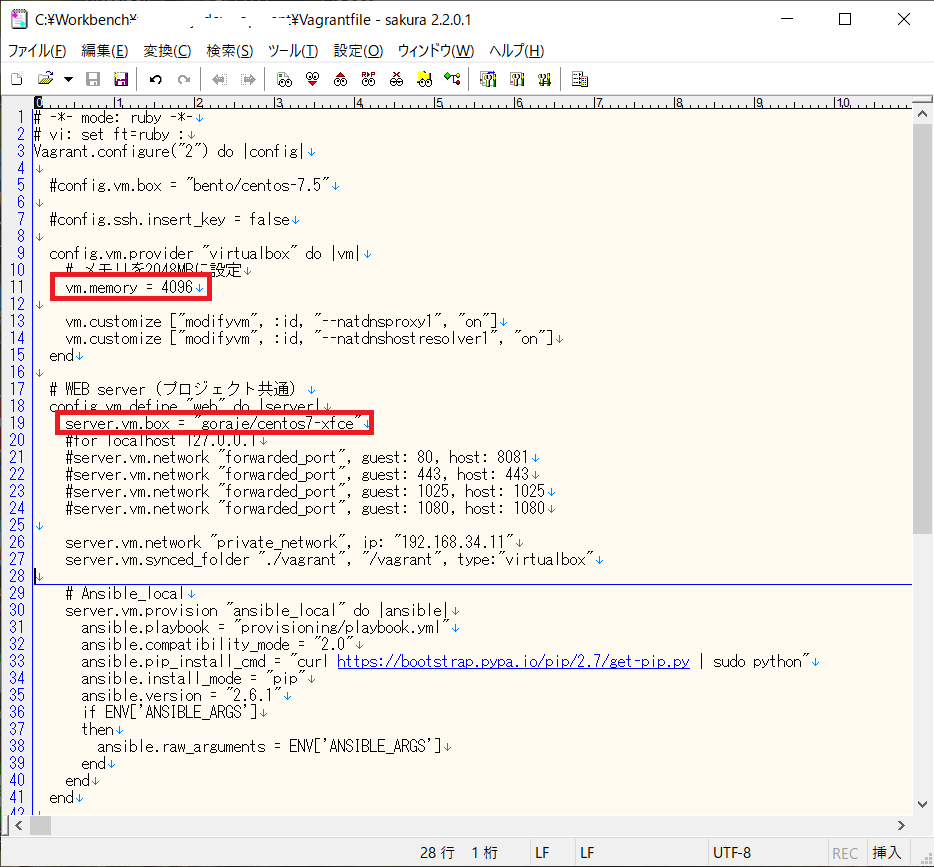 C:¥Workbench¥ ¥Vagrantfile - sakura 2.2.0.1
ファイル(F) 編集(E) 変換(C) 検索(S) ツール(T) 設定(O) ウィンドウ(W) ヘルプ(H)
0 1 2 3 4 5 6 7 8 9 10
1 # -*- mode: ruby -*-↓
2 # vi: set ft=ruby :↓
3 Vagrant.configure("2") do |config|↓
4 ↓
5 #config.vm.box = "bento/centos-7.5"↓
6 ↓
7 #config.ssh.insert_key = false↓
8 ↓
9 config.vm.provider "virtualbox" do |vm|↓
10 # メモリを2048MBに設定↓
11 vm.memory = 4096↓
12 ↓
13 vm.customize ["modifyvm", :id, "--natdnsproxy1", "on"]↓
14 vm.customize ["modifyvm", :id, "--natdnshostresolver1", "on"]↓
15 end↓
16 ↓
17 # WEB server（プロジェクト共通）↓
18 config.vm.define "web" do |server|↓
19 server.vm.box = "goraje/centos7-xfce"↓
20 #for localhost 127.0.0.1↓
21 #server.vm.network "forwarded_port", guest: 80, host: 8081↓
22 #server.vm.network "forwarded_port", guest: 443, host: 443↓
23 #server.vm.network "forwarded_port", guest: 1025, host: 1025↓
24 #server.vm.network "forwarded_port", guest: 1080, host: 1080↓
25 ↓
26 server.vm.network "private_network", ip: "192.168.34.11"↓
27 server.vm.synced_folder "./vagrant", "/vagrant", type:"virtualbox"↓
28 ↓
29 # Ansible_local↓
30 server.vm.provision "ansible_local" do |ansible|↓
31 ansible.playbook = "provisioning/playbook.yml"↓
32 ansible.compatibility_mode = "2.0"↓
33 ansible.pip_install_cmd = "curl https://bootstrap.pypa.io/pip/2.7/get-pip.py | sudo python"↓
34 ansible.install_mode = "pip"↓
35 ansible.version = "2.6.1"↓
36 if ENV['ANSIBLE_ARGS']↓
37 then↓
38 ansible.raw_arguments = ENV['ANSIBLE_ARGS']↓
39 end↓
40 end↓
41 end↓
42
28 行 1 桁 LF LF UTF-8 REC 挿入